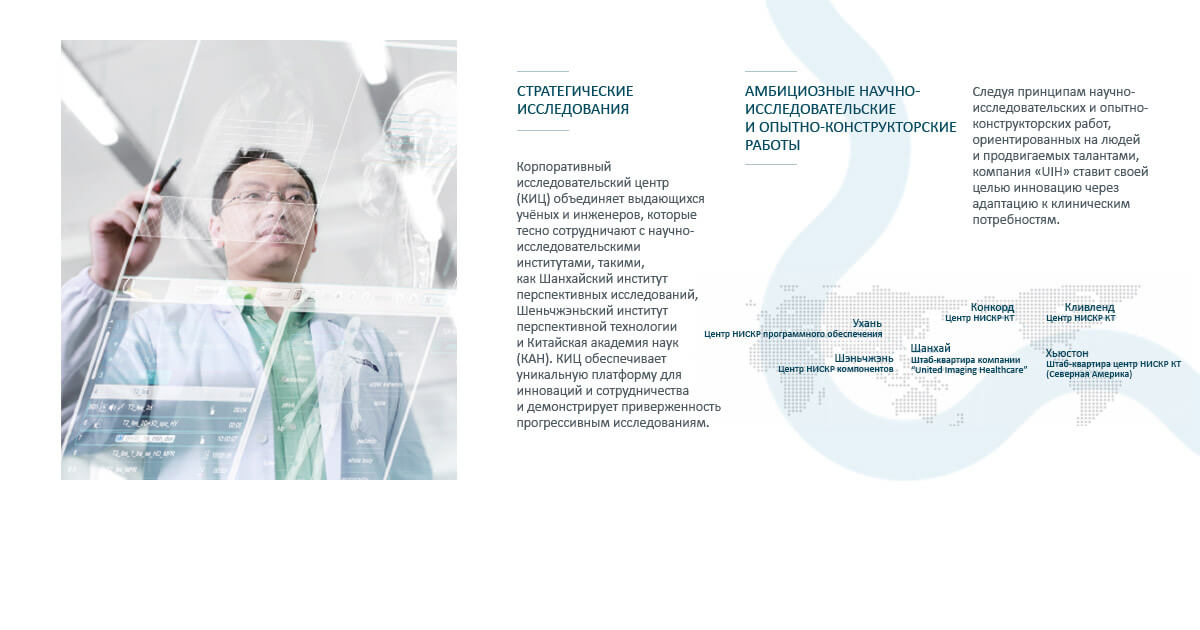 СТРАТЕГИЧЕСКИЕ
ИССЛЕДОВАНИЯ
Корпоративный
исследовательский центр
(КИЦ) объединяет выдающихся
учёных и инженеров, которые
тесно сотрудничают с научно-
исследовательскими
институтами, такими,
как Шанхайский институт
перспективных исследований,
Шеньчжэньский институт
перспективной технологии
и Китайская академия наук
(КАН). КИЦ обеспечивает
уникальную платформу для
инноваций и сотрудничества
и демонстрирует приверженность
прогрессивным исследованиям.
АМБИЦИОЗНЫЕ НАУЧНО-
ИССЛЕДОВАТЕЛЬСКИЕ
И ОПЫТНО-КОНСТРУКТОРСКИЕ
РАБОТЫ
Следуя принципам научно-
исследовательских и опытно-
конструкторских работ,
ориентированных на людей
и продвигаемых талантами,
компания «UIH» ставит своей
целью инновацию через
адаптацию к клиническим
потребностям.
Ухань
Центр НИСКР программного обеспечения
Шэньчжэнь
Центр НИСКР компонентов
Шанхай
Штаб-квартира компании
"United Imaging Healthcare"
Конкорд
Центр НИСКР КТ
Кливленд
Центр НИСКР КТ
Хьюстон
Штаб-квартира центр НИСКР КТ
(Северная Америка)